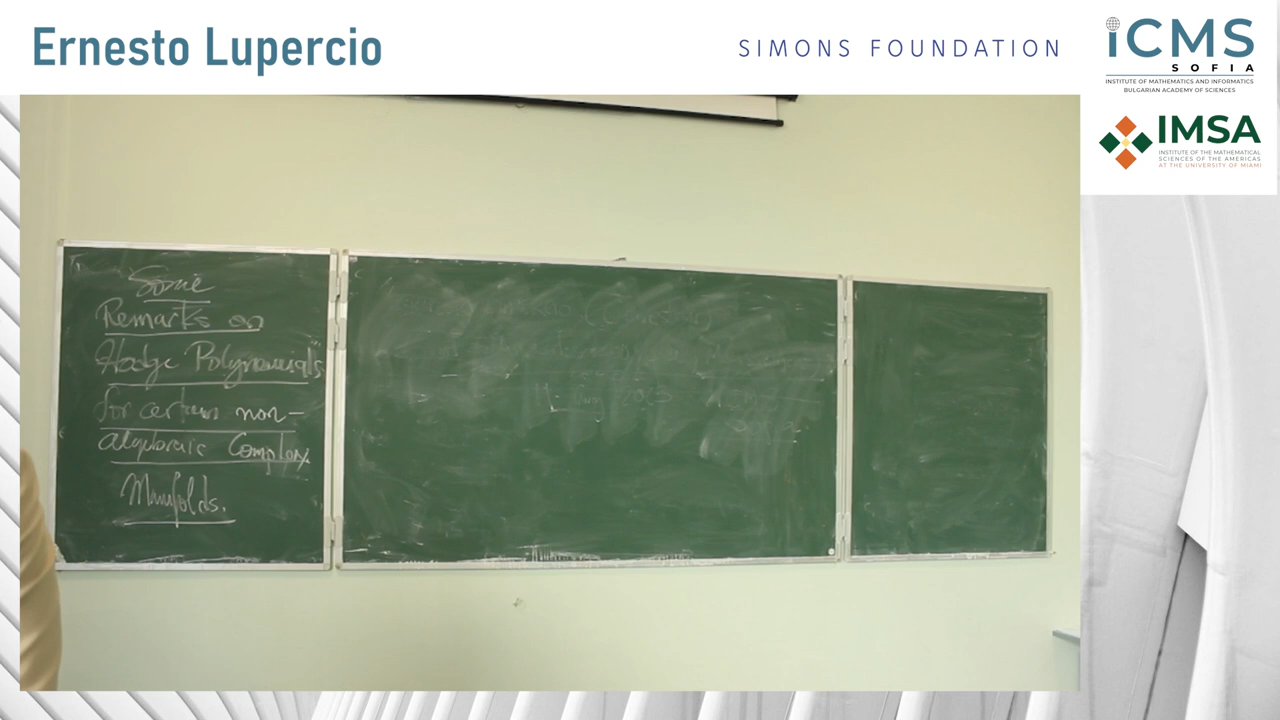 Ernesto Lupercio
SIMONS FOUNDATION
iCMS
SOFIA
INSTITUTE OF MATHEMATICS AND INFORMATICS
BULGARIAN ACADEMY OF SCIENCES
IMSA
INSTITUTE OF THE MATHEMATICAL
SCIENCES OF THE AMERICAS
AT THE UNIVERSITY OF MIAMI
Some
Remarks on
Hodge Polynomials
for certain non-
algebraic Complex
Manifolds.